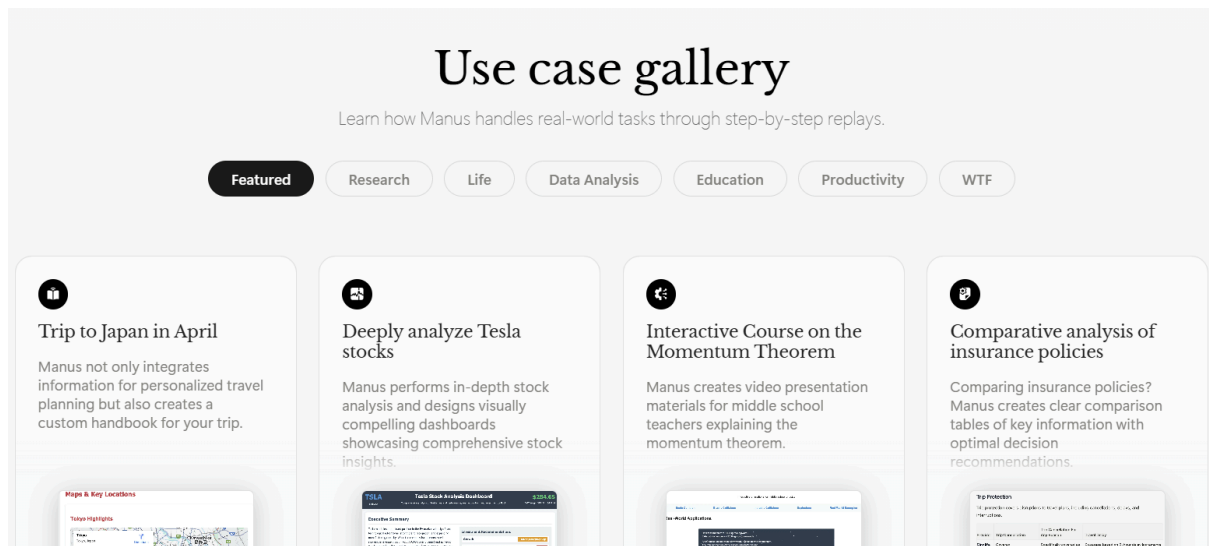 Use case gallery
Learn how Manus handles real-world tasks through step-by-step replays.
Featured
Research
Life
Data Analysis
Education
Productivity
WTF
Trip to Japan in April
Manus not only integrates
information for personalized travel
planning but also creates a
custom handbook for your trip.
Maps & Key Locations
Tokyo Highlights
Deeply analyze Tesla
stocks
Manus performs in-depth stock
analysis and designs visually
compelling dashboards
showcasing comprehensive stock
insights.
TSLA
Tesla Stock Analysis Dashboard
Executive Summary
Interactive Course on the
Momentum Theorem
Manus creates video presentation
materials for middle school
teachers explaining the
momentum theorem.
Comparative analysis of
insurance policies
Comparing insurance policies?
Manus creates clear comparison
tables of key information with
optimal decision
recommendations.
Trip Protection